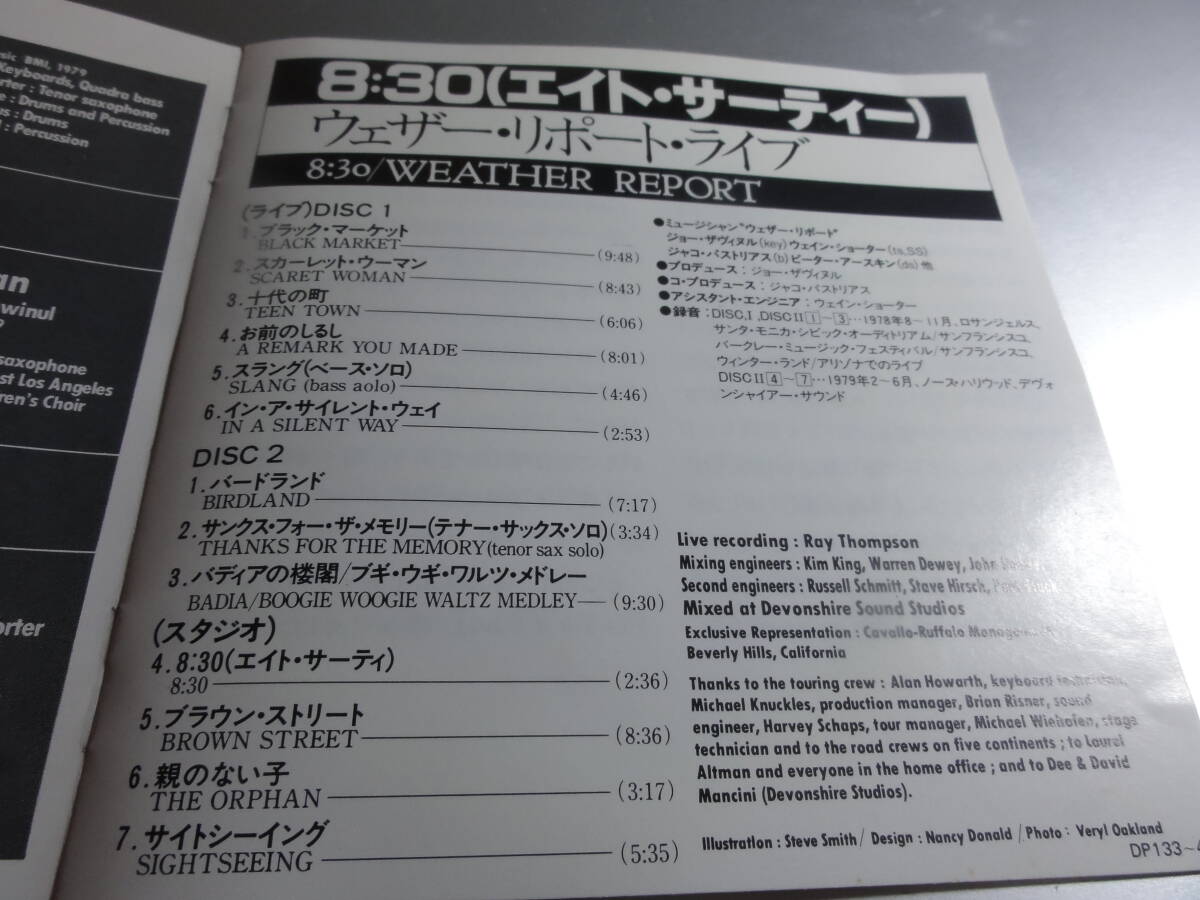 sic BMI, 1979
Keyboards, Quadra bass
rter : Tenor saxophone
e : Drums and Percussion
us : Drums
: Percussion
an
winul
saxophone
st Los Angeles
ren's Choir
orter
8:30(エイト・サーティー)
ウェザー・リポート・ライブ
8:30/WEATHER REPORT
(ライブ)DISC 1
1.ブラック・マーケット
BLACK MARKET (9:48)
2.スカーレット・ウーマン
SCARET WOMAN (8:43)
3.十代の町
TEEN TOWN (6:06)
4.お前のしるし
A REMARK YOU MADE (8:01)
5.スラング(ベース・ソロ)
SLANG (bass aolo) (4:46)
6.イン・ア・サイレント・ウェイ
IN A SILENT WAY (2:53)
DISC 2
1.バードランド
BIRDLAND (7:17)
2.サンクス・フォー・ザ・メモリー(テナー・サックス・ソロ)(3:34)
THANKS FOR THE MEMORY(tenor sax solo)
3.バディアの楼閣/ブギ・ウギ・ワルツ・メドレー
BADIA/BOOGIE WOOGIE WALTZ MEDLEY (9:30)
(スタジオ)
4.8:30(エイト・サーティ)
8:30 (2:36)
5.ブラウン・ストリート
BROWN STREET (8:36)
6.親のない子
THE ORPHAN (3:17)
7.サイトシーイング
SIGHTSEEING (5:35)
●ミュージシャン"ウェザー・リポート"
ジョー・ザヴィヌル(key)ウェイン・ショーター(ts,SS)
ジャコ・パストリアス(b)ピーター・アースキン(ds)他
●プロデュース：ジョー・ザヴィヌル
●コ・プロデュース：ジャコ・パストリアス
●アシスタント・エンジニア：ウェイン・ショーター
●録音：DISC.I ,DISCII 1～3…1978年8～11月、ロサンジェルス、
サンタ・モニカ・シビック・オーディトリアム/サンフランシスコ、
バークレー・ミュージック・フェスティバル/サンフランシスコ、
ウィンター・ランド/アリゾナでのライブ
DISCII 4～7…1979年2～6月、ノース・ハリウッド、デヴォ
ンシャイアー・サウンド
Live recording : Ray Thompson
Mixing engineers : Kim King, Warren Dewey, John
Second engineers : Russell Schmitt, Stave Hirsch,
Mixed at Devonshire Sound Studios
Exclusive Representation : Cavallo-Ruffalo
Beverly Hills, California
Thanks to the touring crew : Alan Howarth, keyboard technician,
Michael Knuckles, production manager, Brian Risner, sound
engineer, Harvey Schaps, tour manager, Michael Wiehofen, stage
technician and to the road crews on five continents ; to Laurel
Altman and everyone in the home office ; and to Dee & David
Mancini (Devonshire Studios).
Illustration : Steve Smith/ Design : Nancy Donald /Photo : Veryl Oakland
DP133～4